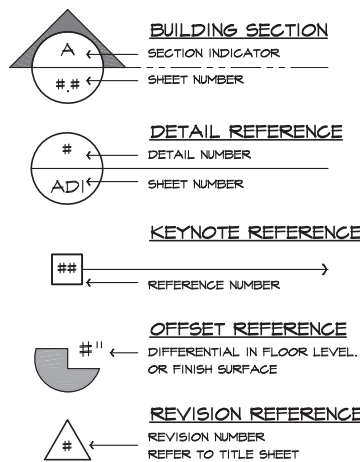 BUILDING SECTION
A
SECTION INDICATOR
#.#
SHEET NUMBER
DETAIL REFERENCE
#
DETAIL NUMBER
AD1
SHEET NUMBER
KEYNOTE REFERENCE
##
REFERENCE NUMBER
OFFSET REFERENCE
#"
DIFFERENTIAL IN FLOOR LEVEL.
OR FINISH SURFACE
REVISION REFERENCE
#
REVISION NUMBER
REFER TO TITLE SHEET